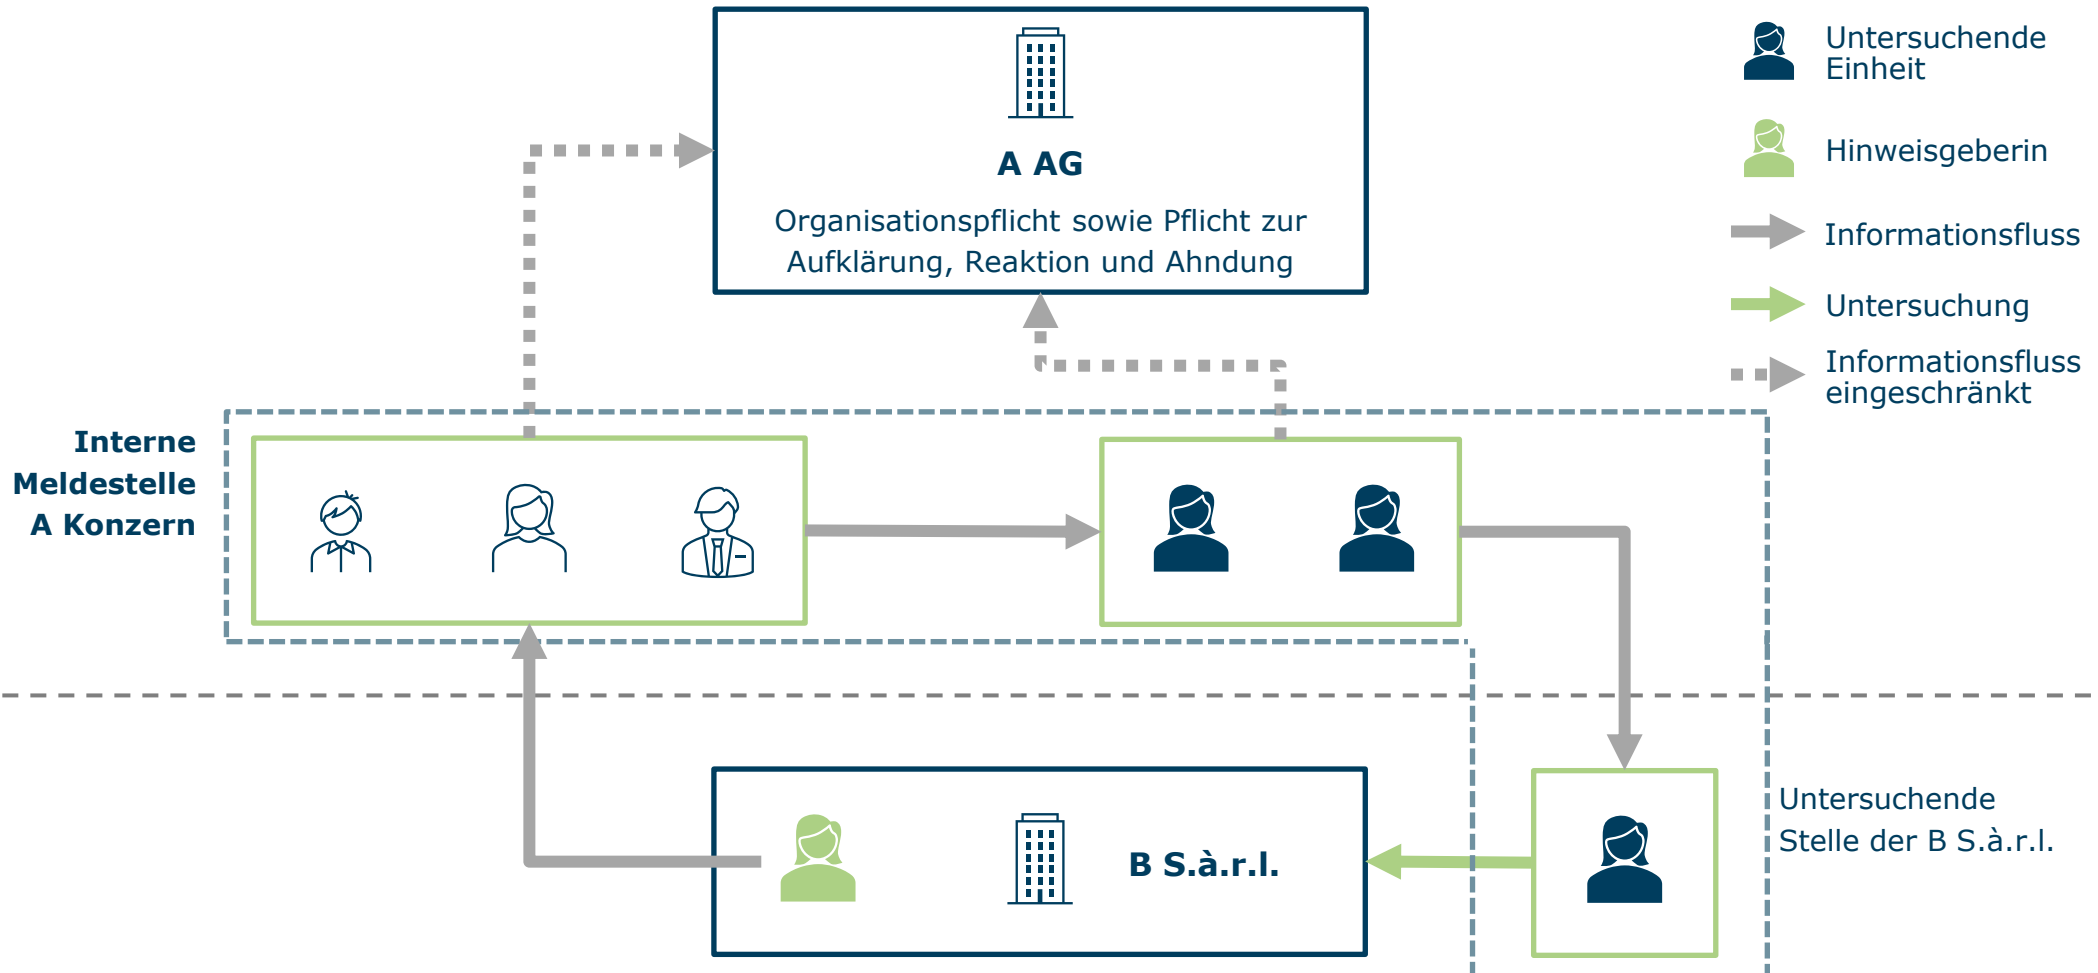 A AG
Organisationspflicht sowie Pflicht zur
Aufklärung, Reaktion und Ahndung
Untersuchende
Einheit
Hinweisgeberin
Informationsfluss
Untersuchung
Informationsfluss
eingeschränkt
Interne
Meldestelle
A Konzern
B S.à.r.l.
Untersuchende
Stelle der B S.à.r.l.